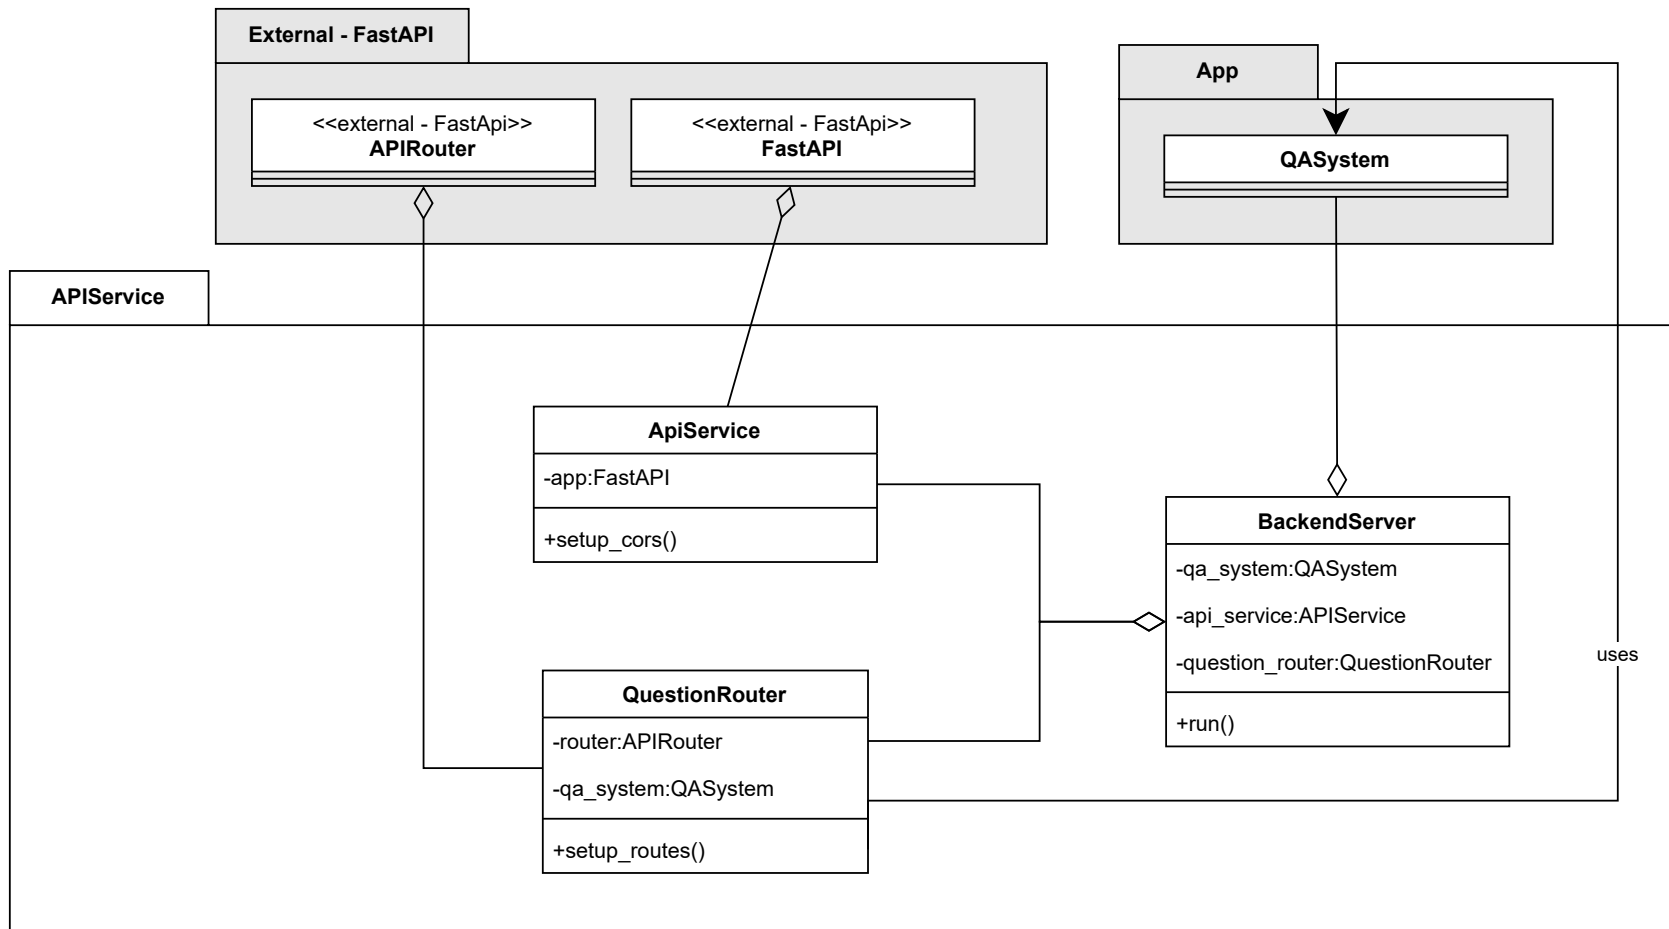 External - FastAPI
<<external - FastApi>>
APIRouter
<<external - FastApi>>
FastAPI
App
QASystem
APIService
ApiService
-app:FastAPI
+setup_cors()
BackendServer
-qa_system:QASystem
-api_service:APIService
-question_router:QuestionRouter
+run()
uses
QuestionRouter
-router:APIRouter
-qa_system:QASystem
+setup_routes()